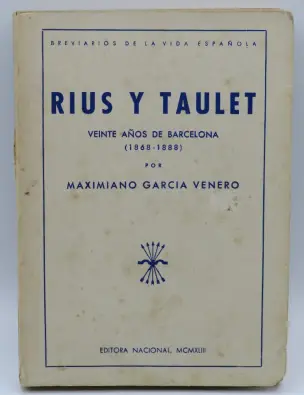 BREVIARIOS DE LA VIDA ESPAÑOLA
RIUS Y TAULET
VEINTE AÑOS DE BARCELONA
(1868-1888)
POR
MAXIMIANO GARCIA VENERO
EDITORA NACIONAL, MCMXLIII